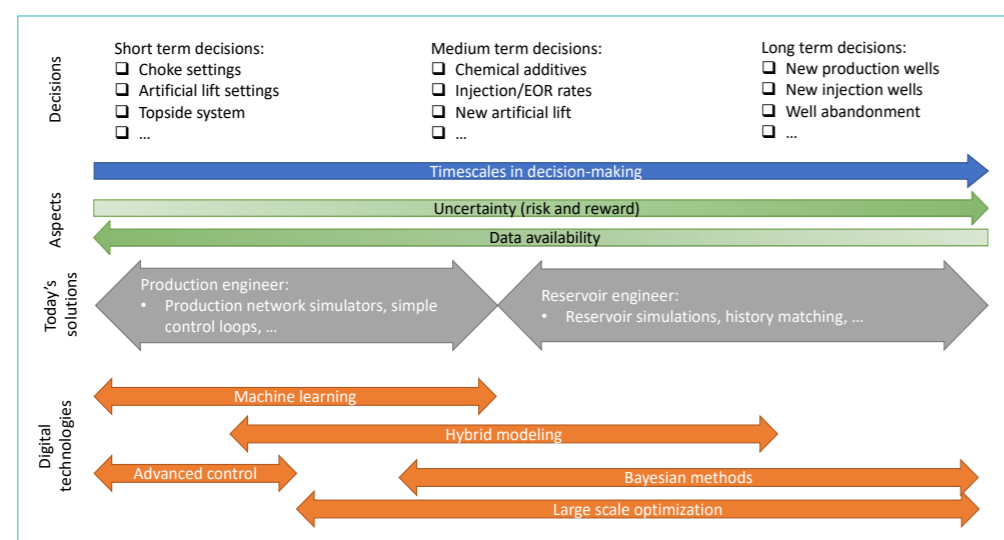 Decisions
Short term decisions:
❑ Choke settings
❑ Artificial lift settings
❑ Topside system
❑ ...
Medium term decisions:
❑ Chemical additives
❑ Injection/EOR rates
❑ New artificial lift
❑ ...
Long term decisions:
❑ New production wells
❑ New injection wells
❑ Well abandonment
❑ ...
Timescales in decision-making
Aspects
Uncertainty (risk and reward)
Data availability
Today's
solutions
Production engineer:
• Production network simulators, simple
control loops, ...
Reservoir engineer:
• Reservoir simulations, history matching, ...
Digital
technologies
Machine learning
Hybrid modeling
Advanced control
Bayesian methods
Large scale optimization